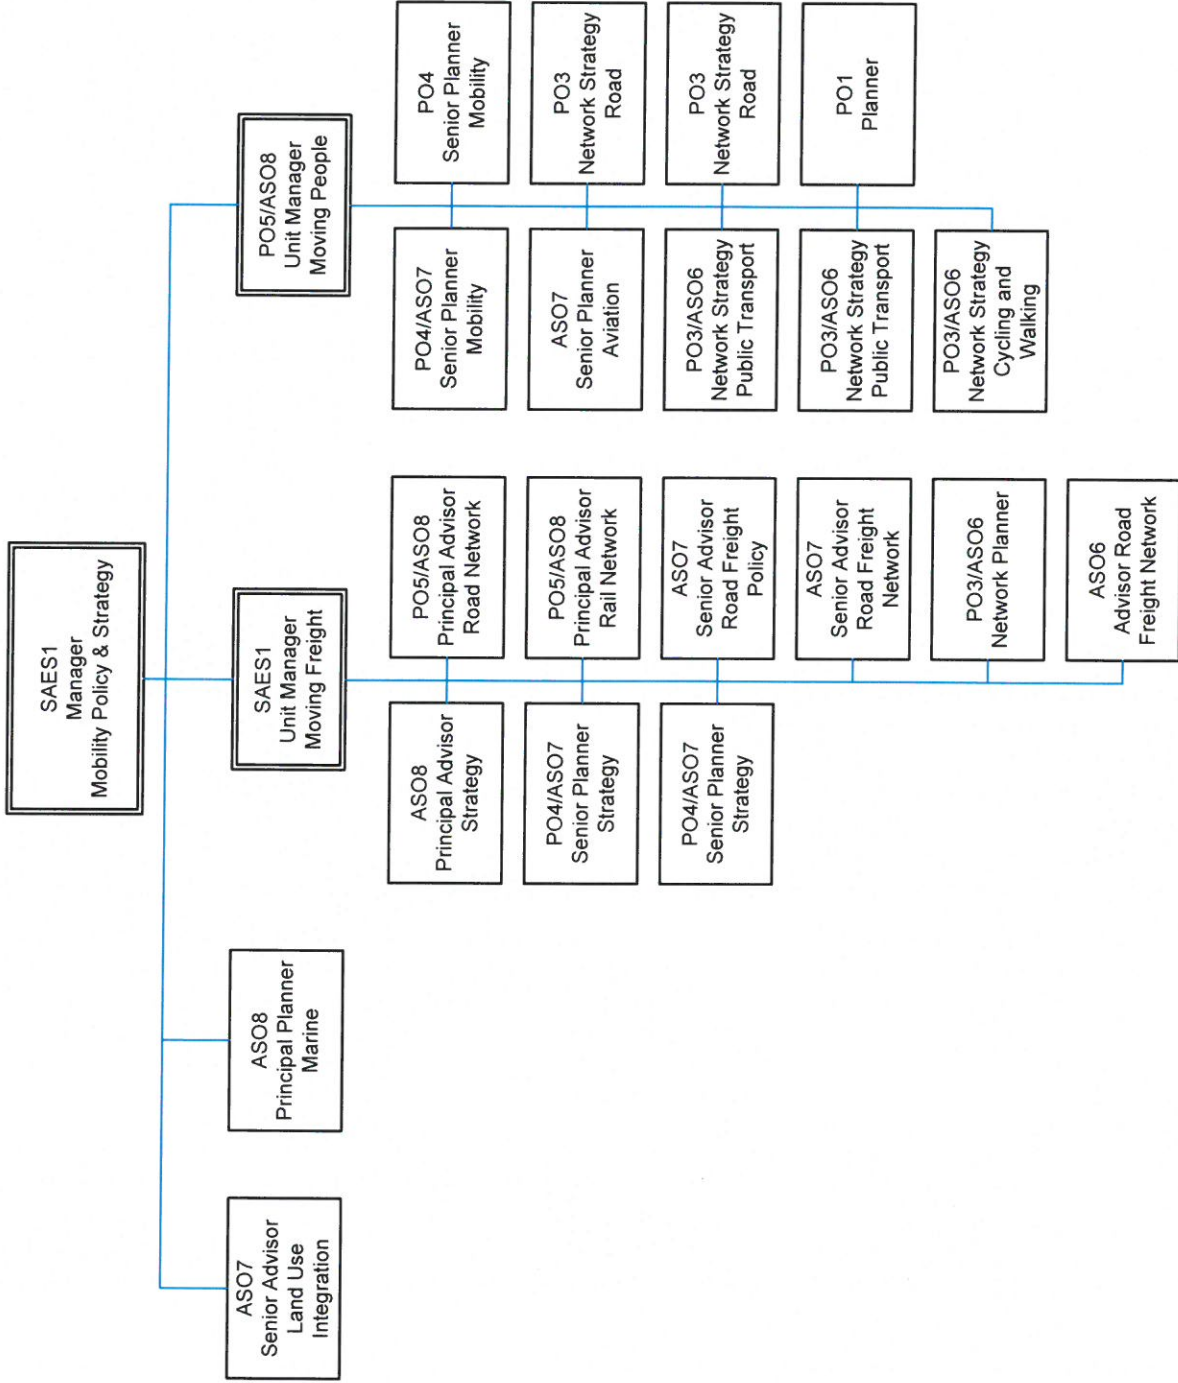 SAES1
Manager
Mobility Policy & Strategy
ASO7
Senior Advisor
Land Use
Integration
ASO8
Principal Planner
Marine
SAES1
Unit Manager
Moving Freight
PO5/ASO8
Unit Manager
Moving People
ASO8
Principal Advisor
Strategy
PO5/ASO8
Principal Advisor
Road Network
PO4/ASO7
Senior Planner
Strategy
PO5/ASO8
Principal Advisor
Rail Network
PO4/ASO7
Senior Planner
Strategy
ASO7
Senior Advisor
Road Freight
Policy
ASO7
Senior Advisor
Road Freight
Network
PO3/ASO6
Network Planner
ASO6
Advisor Road
Freight Network
PO4/ASO7
Senior Planner
Mobility
PO4
Senior Planner
Mobility
ASO7
Senior Planner
Aviation
PO3
Network Strategy
Road
PO3/ASO6
Network Strategy
Public Transport
PO3
Network Strategy
Road
PO3/ASO6
Network Strategy
Public Transport
PO1
Planner
PO3/ASO6
Network Strategy
Cycling and
Walking